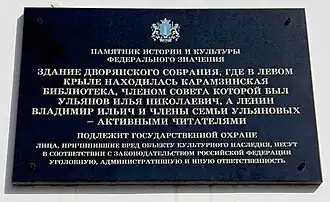 ПАМЯТНИК ИСТОРИИ И КУЛЬТУРЫ
ФЕДЕРАЛЬНОГО ЗНАЧЕНИЯ
ЗДАНИЕ ДВОРЯНСКОГО СОБРАНИЯ, ГДЕ В ЛЕВОМ
КРЫЛЕ НАХОДИЛАСЬ КАРАМЗИНСКАЯ
БИБЛИОТЕКА, ЧЛЕНОМ СОВЕТА КОТОРОЙ БЫЛ
УЛЬЯНОВ ИЛЬЯ НИКОЛАЕВИЧ, А ЛЕНИН
ВЛАДИМИР ИЛЬИЧ И ЧЛЕНЫ СЕМЬИ УЛЬЯНОВЫХ
– АКТИВНЫМИ ЧИТАТЕЛЯМИ
ПОДЛЕЖИТ ГОСУДАРСТВЕННОЙ ОХРАНЕ
ЛИЦА, ПРИЧИНИВШИЕ ВРЕД ОБЪЕКТУ КУЛЬТУРНОГО НАСЛЕДИЯ, НЕСУТ
В СООТВЕТСТВИИ С ЗАКОНОДАТЕЛЬСТВОМ РОССИЙСКОЙ ФЕДЕРАЦИИ
УГОЛОВНУЮ, АДМИНИСТРАТИВНУЮ И ИНУЮ ОТВЕТСТВЕННОСТЬ